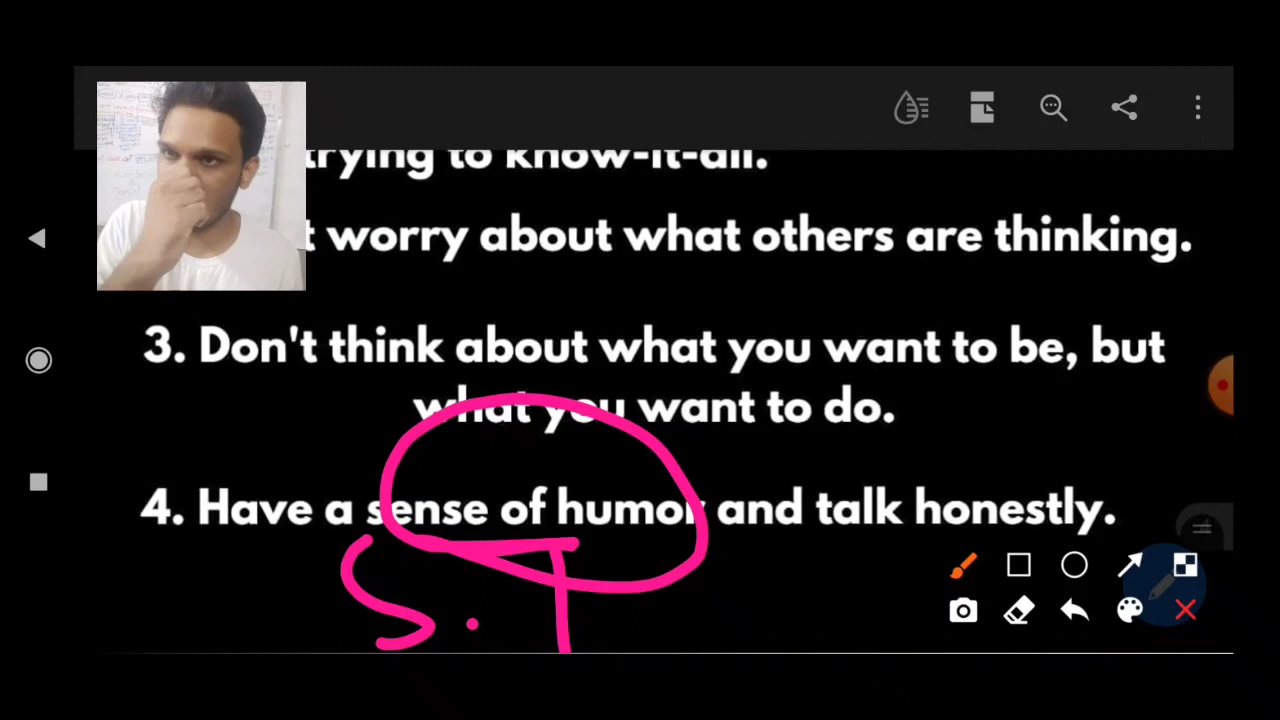 trying to know-it-all.
t worry about what others are thinking.
3. Don't think about what you want to be, but
what you want to do.
4. Have a sense of humor and talk honestly.
S.T